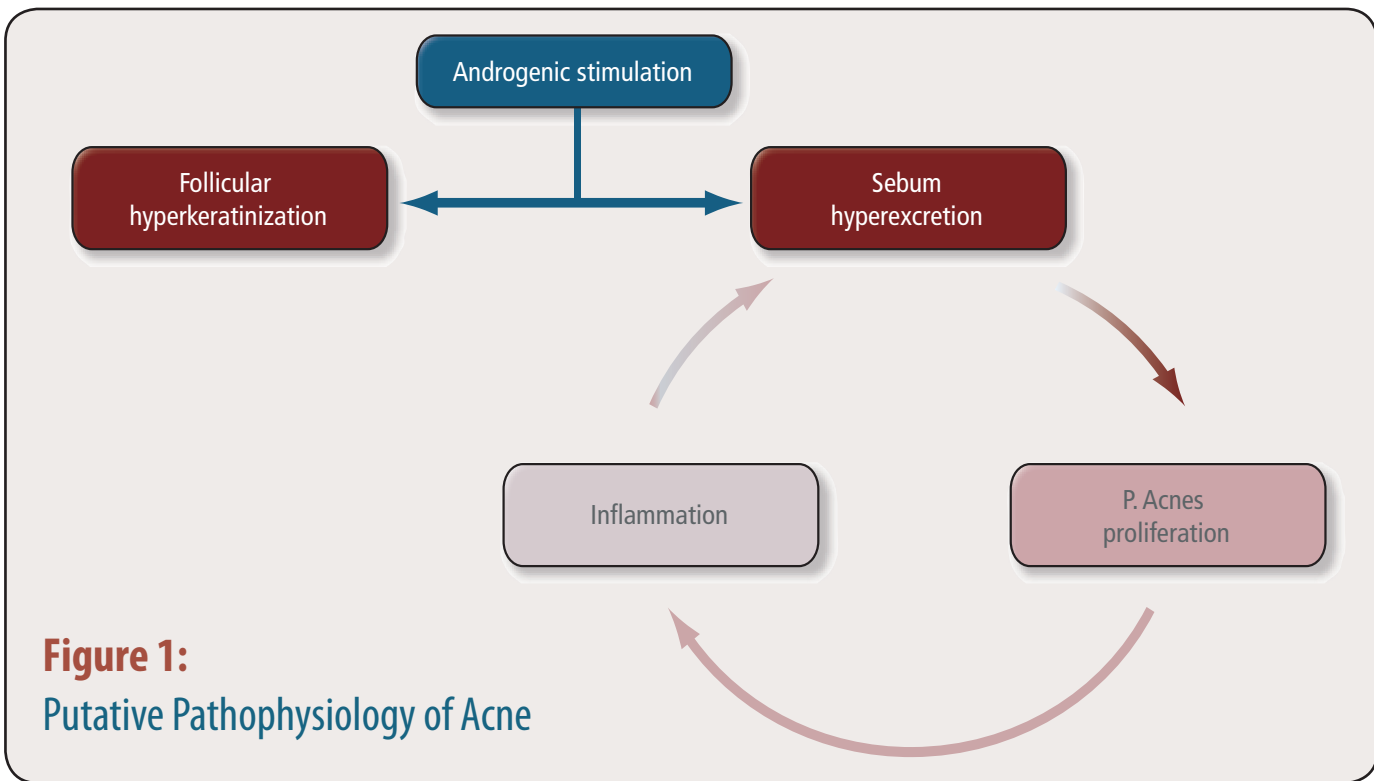 Androgenic stimulation
Follicular
hyperkeratinization
Sebum
hyperexcretion
Inflammation
P. Acnes
proliferation
Figure 1:
Putative Pathophysiology of Acne